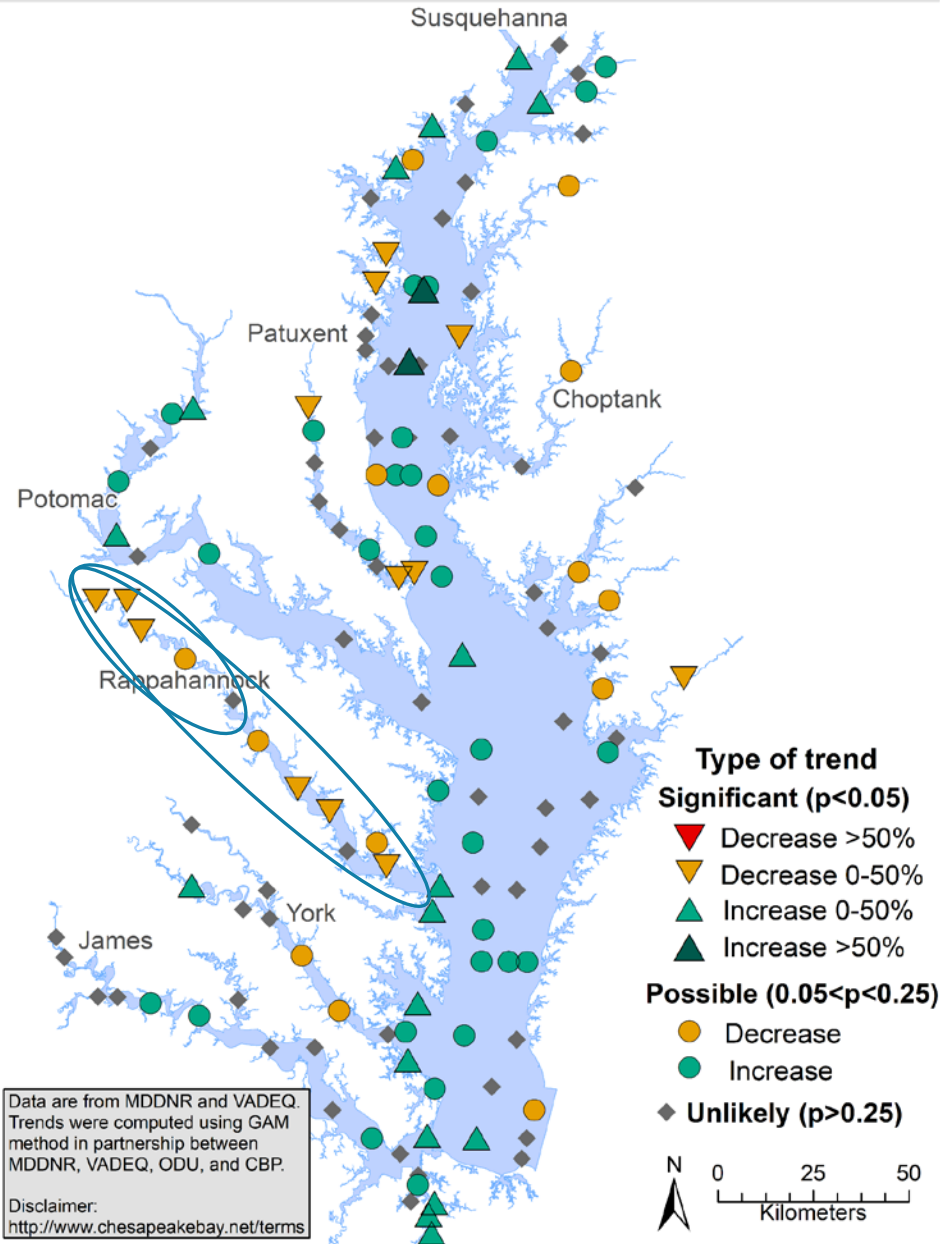 Susquehanna
Patuxent
Choptank
Potomac
Rappahannock
York
James
Type of trend
Significant (p<0.05)
Decrease >50%
Decrease 0-50%
Increase 0-50%
Increase >50%
Possible (0.05<p<0.25)
Decrease
Increase
Unlikely (p>0.25)
Data are from MDDNR and VADEQ.
Trends were computed using GAM
method in partnership between
MDDNR, VADEQ, ODU, and CBP.
Disclaimer:
http://www.chesapeakebay.net/terms
N
0 25 50
Kilometers